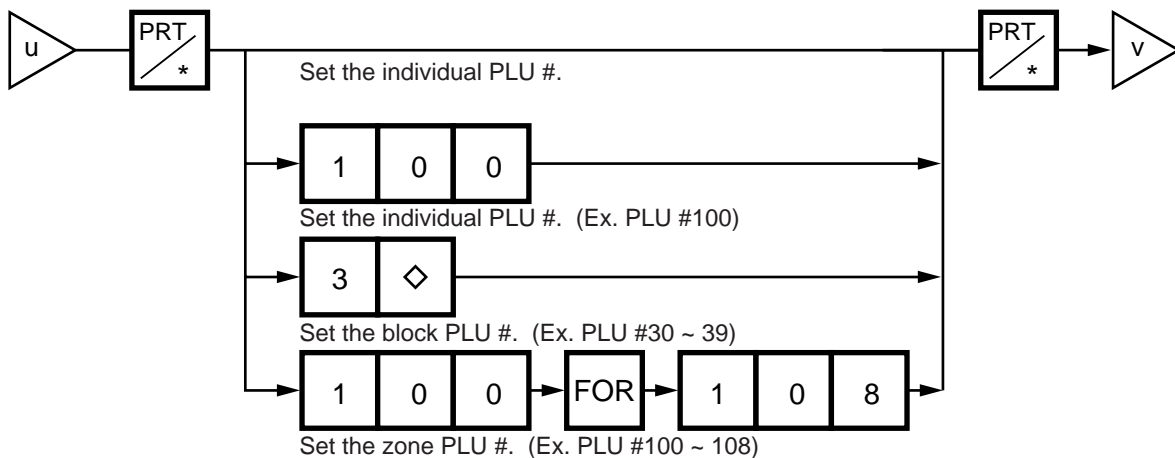 u PRT/* PRT/* v
Set the individual PLU #.
1 0 0
Set the individual PLU #. (Ex. PLU #100)
3 ◇
Set the block PLU #. (Ex. PLU #30 ~ 39)
1 0 0 FOR 1 0 8
Set the zone PLU #. (Ex. PLU #100 ~ 108)